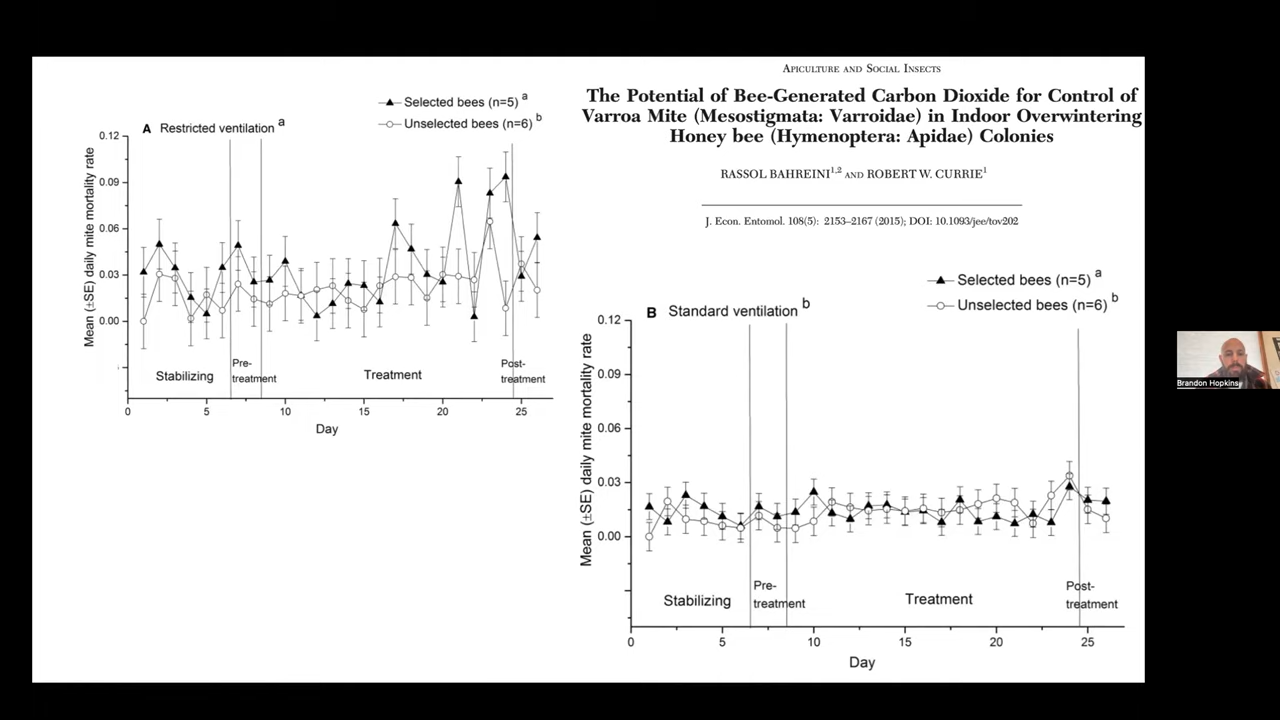 Selected bees (n=5) a
Unselected bees (n=6) b
A Restricted ventilation a
Mean (±SE) daily mite mortality rate
0.12
0.09
0.06
0.03
0.00
Stabilizing
Pre-
treatment
Treatment
Post-
treatment
0 5 10 15 20 25
Day
APICULTURE AND SOCIAL INSECTS
The Potential of Bee-Generated Carbon Dioxide for Control of
Varroa Mite (Mesostigmata: Varroidae) in Indoor Overwintering
Honey bee (Hymenoptera: Apidae) Colonies
RASSOL BAHREINI1,2 AND ROBERT W. CURRIE1
J. Econ. Entomol. 108(5): 2153–2167 (2015); DOI: 10.1093/jee/tov202
Selected bees (n=5) a
Unselected bees (n=6) b
B Standard ventilation b
Mean (±SE) daily mite mortality rate
0.12
0.09
0.06
0.03
0.00
Stabilizing
Pre-
treatment
Treatment
Post-
treatment
0 5 10 15 20 25
Day
Brandon Hopkins